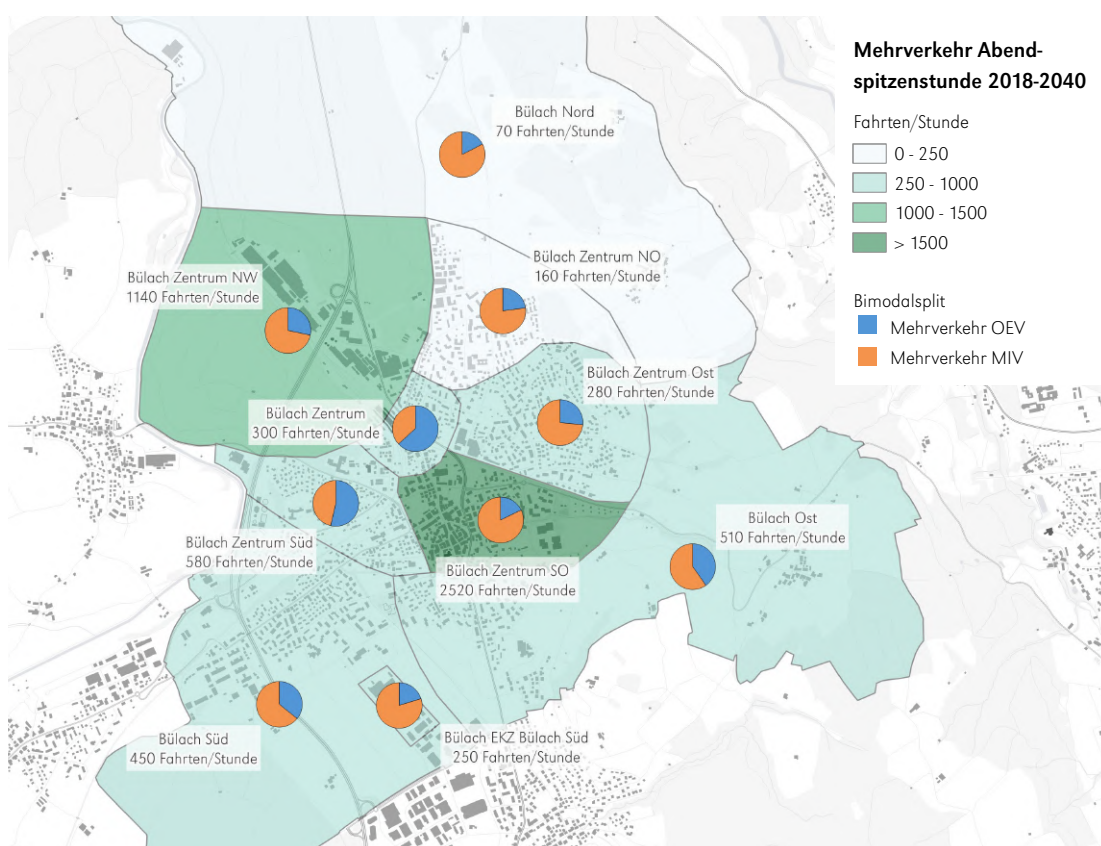 Mehrverkehr Abend-
spitzenstunde 2018-2040
Fahrten/Stunde
0 - 250
250 - 1000
1000 - 1500
> 1500
Bimodalsplit
Mehrverkehr OEV
Mehrverkehr MIV
Bülach Nord
70 Fahrten/Stunde
Bülach Zentrum NO
160 Fahrten/Stunde
Bülach Zentrum NW
1140 Fahrten/Stunde
Bülach Zentrum Ost
280 Fahrten/Stunde
Bülach Zentrum
300 Fahrten/Stunde
Bülach Ost
510 Fahrten/Stunde
Bülach Zentrum Süd
580 Fahrten/Stunde
Bülach Zentrum SO
2520 Fahrten/Stunde
Bülach Süd
450 Fahrten/Stunde
Bülach EKZ Bülach Süd
250 Fahrten/Stunde